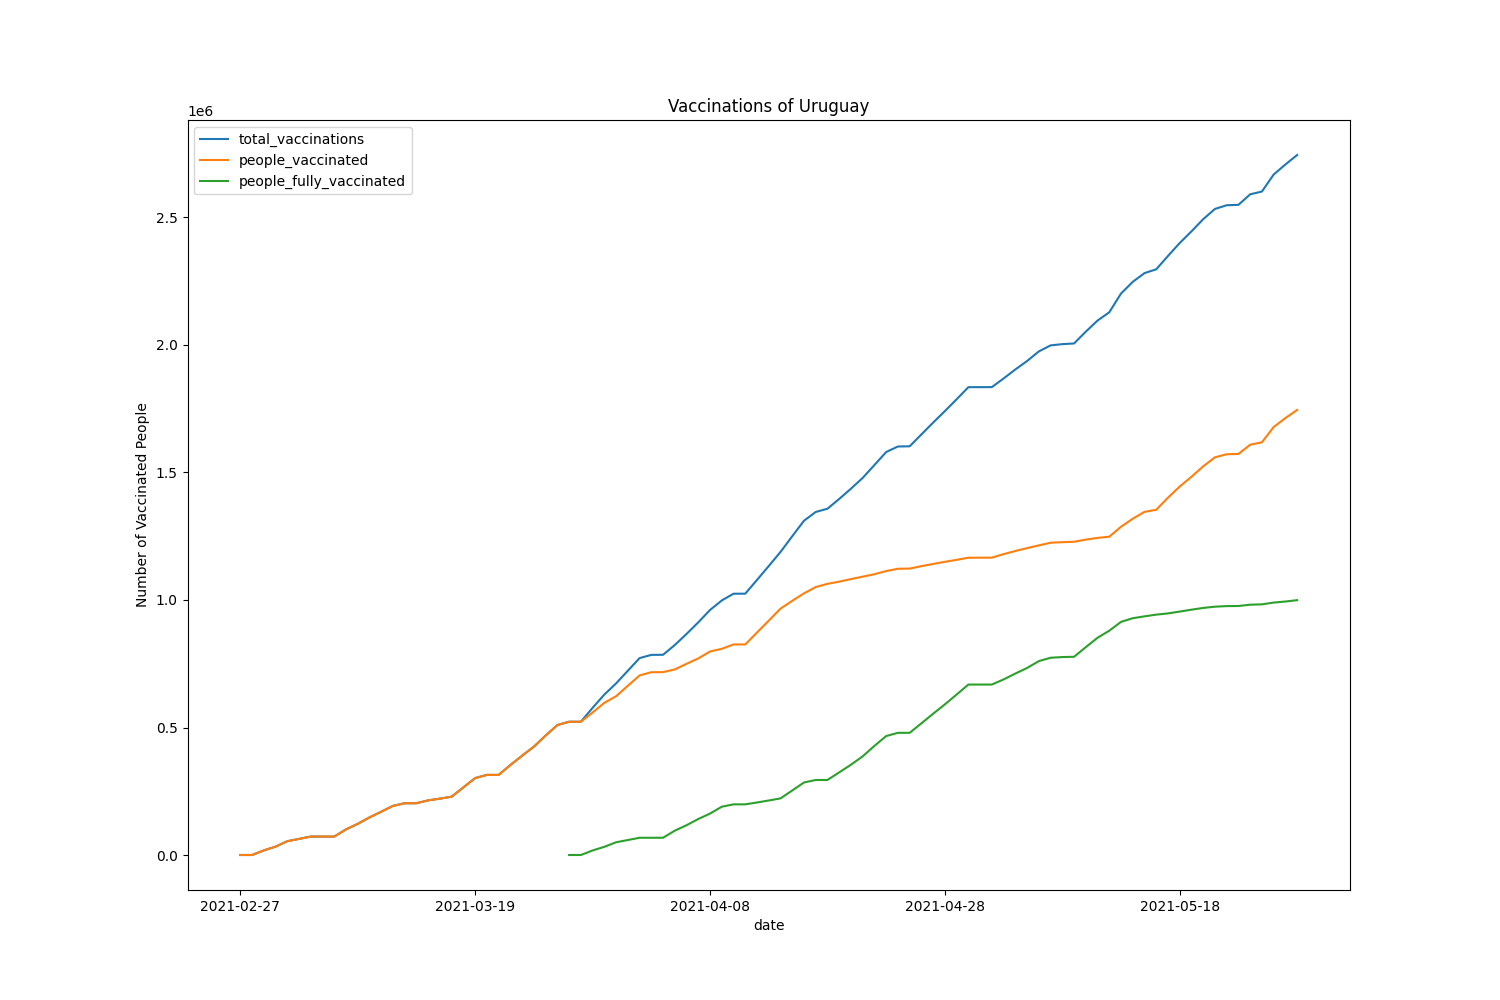 Vaccinations of Uruguay
1e6
total_vaccinations
people_vaccinated
people_fully_vaccinated
2.5
2.0
1.5
1.0
0.5
0.0
Number of Vaccinated People
2021-02-27 2021-03-19 2021-04-08 2021-04-28 2021-05-18
date